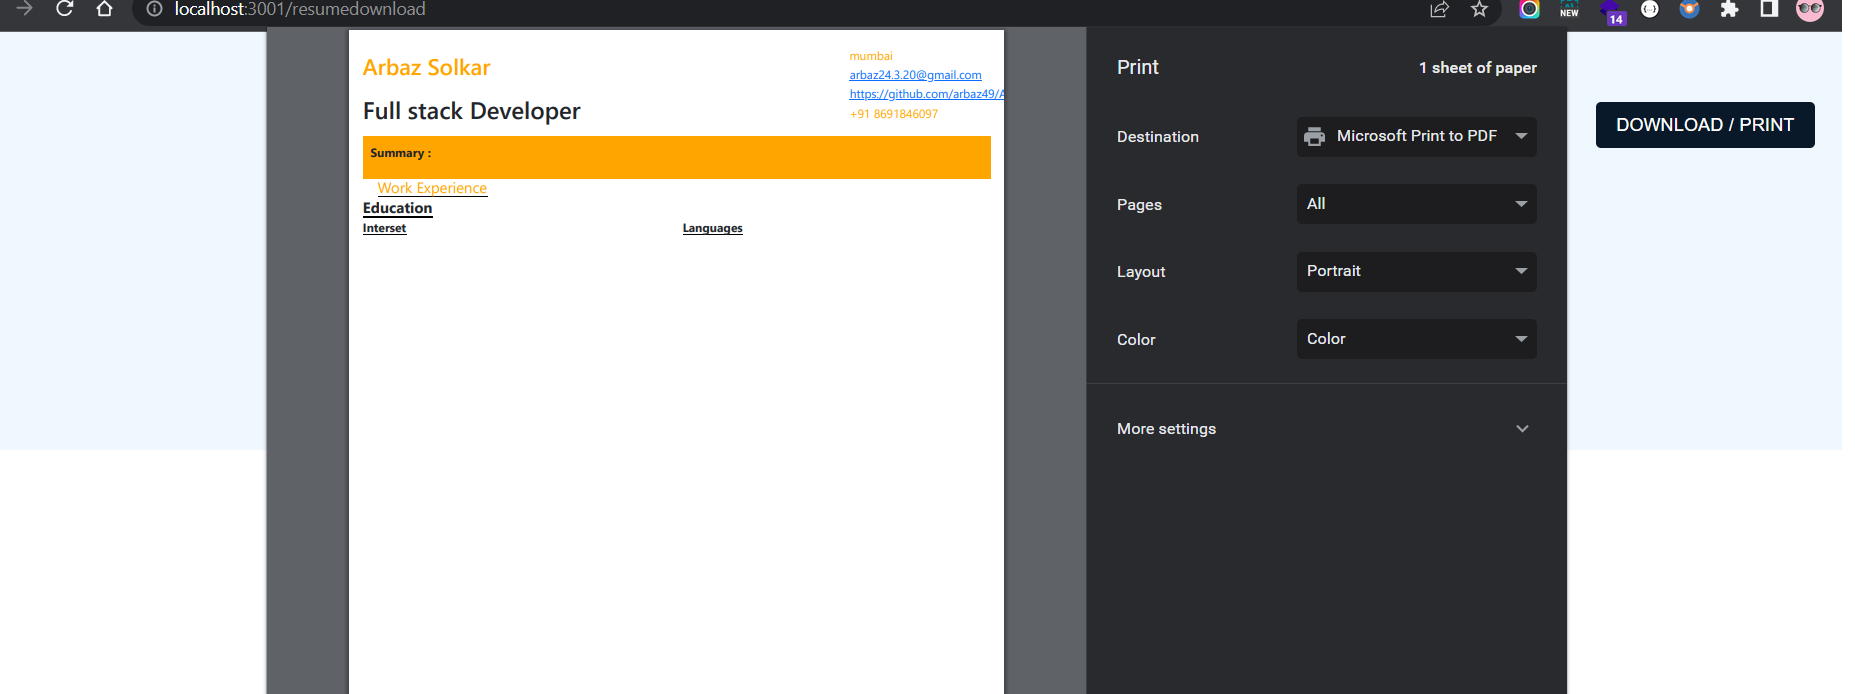 localhost:3001/resumedownload
NEW
14
Arbaz Solkar
Full stack Developer
mumbai
arbaz24.3.20@gmail.com
https://github.com/arbaz49/
+91 8691846097
Summary :
Work Experience
Education
Interset
Languages
Print
1 sheet of paper
Destination
Microsoft Print to PDF
Pages
All
Layout
Portrait
Color
Color
More settings
DOWNLOAD / PRINT